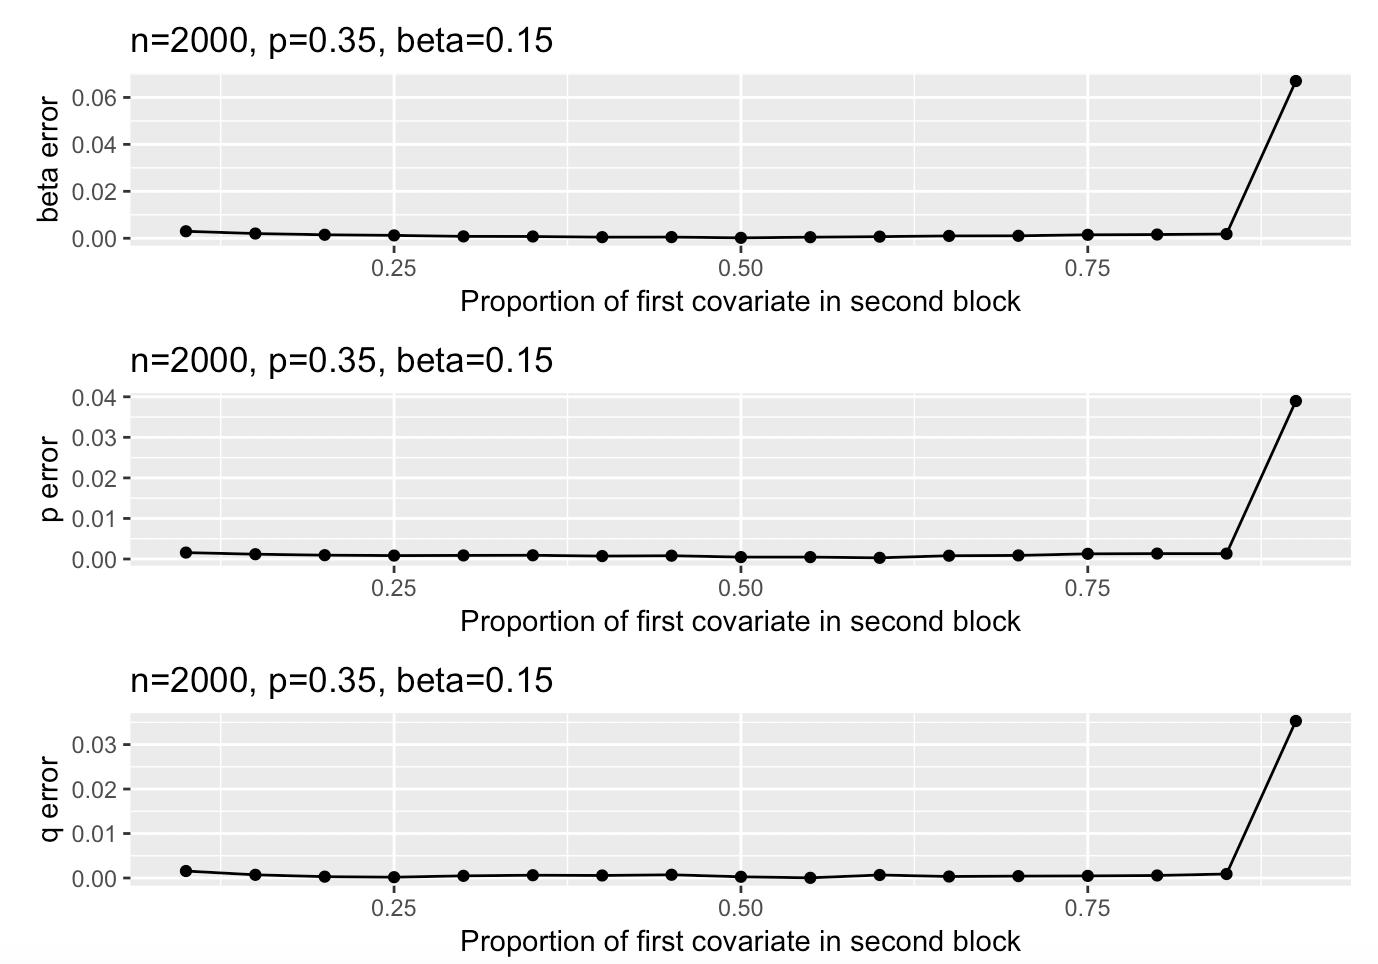 n=2000, p=0.35, beta=0.15
beta error
0.06
0.04
0.02
0.00
0.25 0.50 0.75
Proportion of first covariate in second block
n=2000, p=0.35, beta=0.15
p error
0.04
0.03
0.02
0.01
0.00
0.25 0.50 0.75
Proportion of first covariate in second block
n=2000, p=0.35, beta=0.15
q error
0.03
0.02
0.01
0.00
0.25 0.50 0.75
Proportion of first covariate in second block